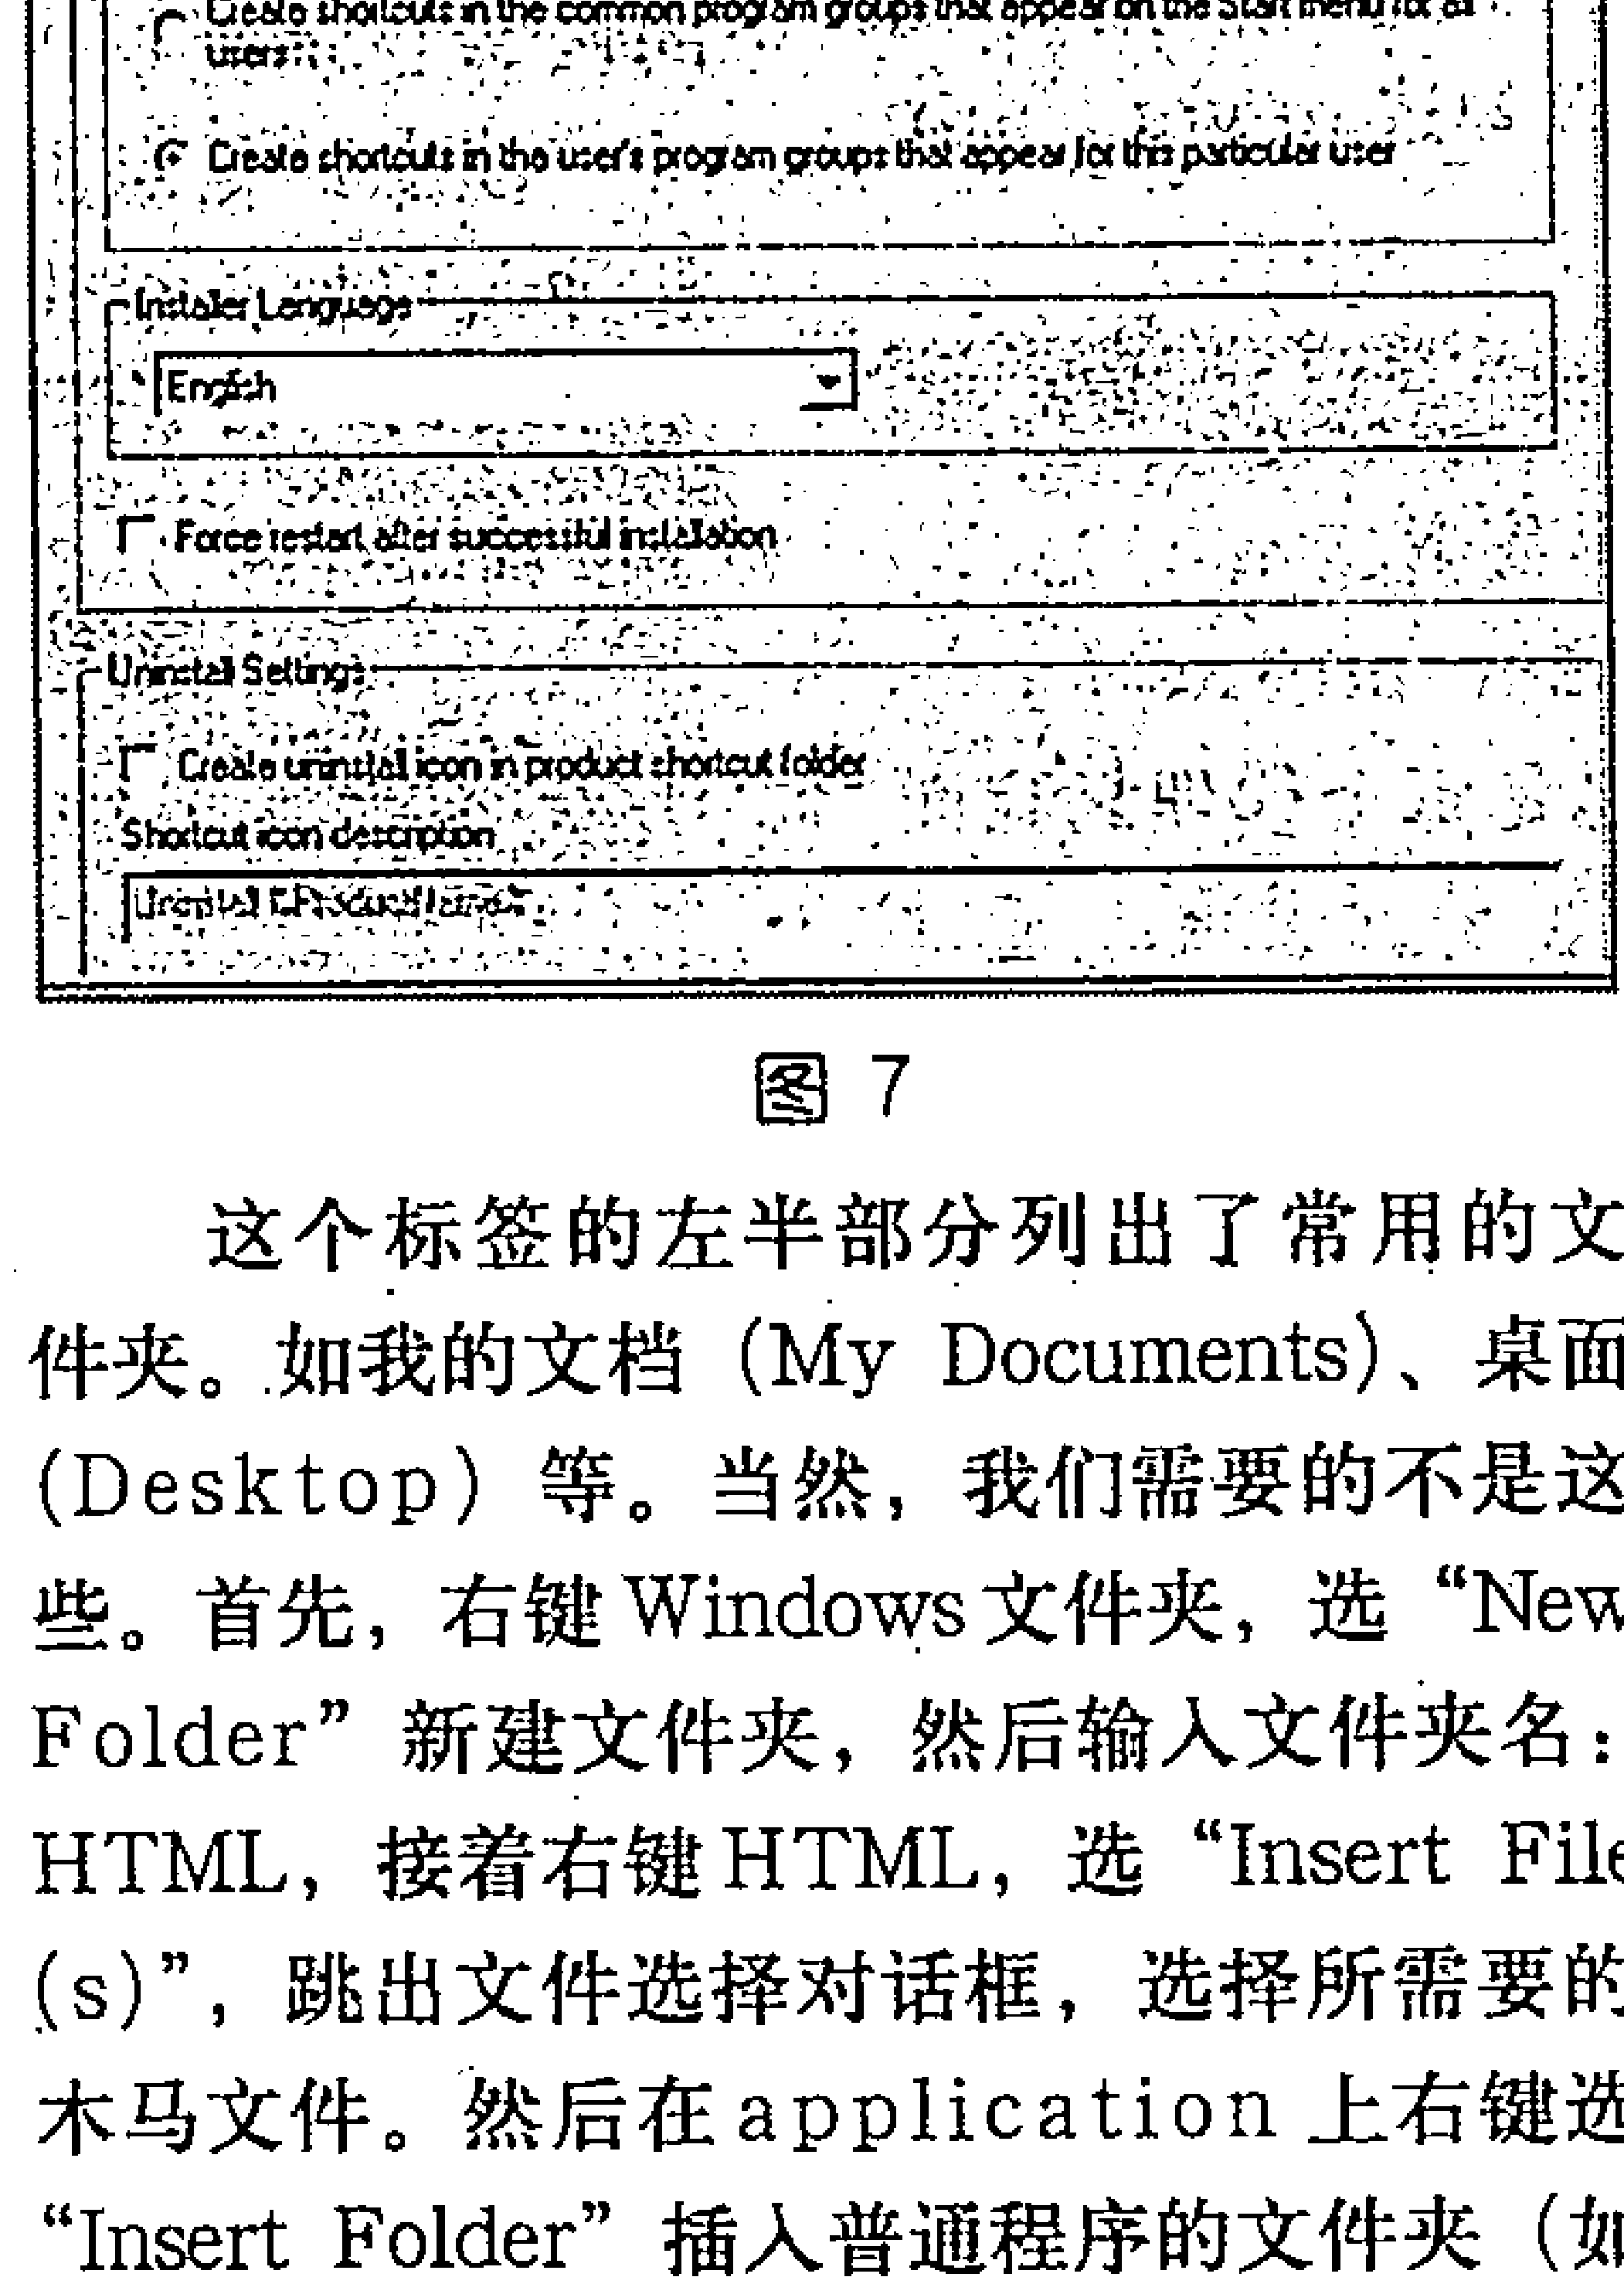 Create shortcuts in the common program groups that appear on the Start menu for all
users
Create shortcuts in the user's program groups that appear for this particular user
Installer Language
English
Force restart after successful installation
Uninstall Settings
Create uninstall icon in product shortcut folder
Shortcut icon description
Uninstall
图 7
这个标签的左半部分列出了常用的文
件夹。如我的文档（My Documents）、桌面
（Desktop）等。当然，我们需要的不是这
些。首先，右键Windows文件夹，选“New
Folder”新建文件夹，然后输入文件夹名：
HTML，接着右键HTML，选“Insert File
(s)”，跳出文件选择对话框，选择所需要的
木马文件。然后在application上右键选
“Insert Folder”插入普通程序的文件夹（如